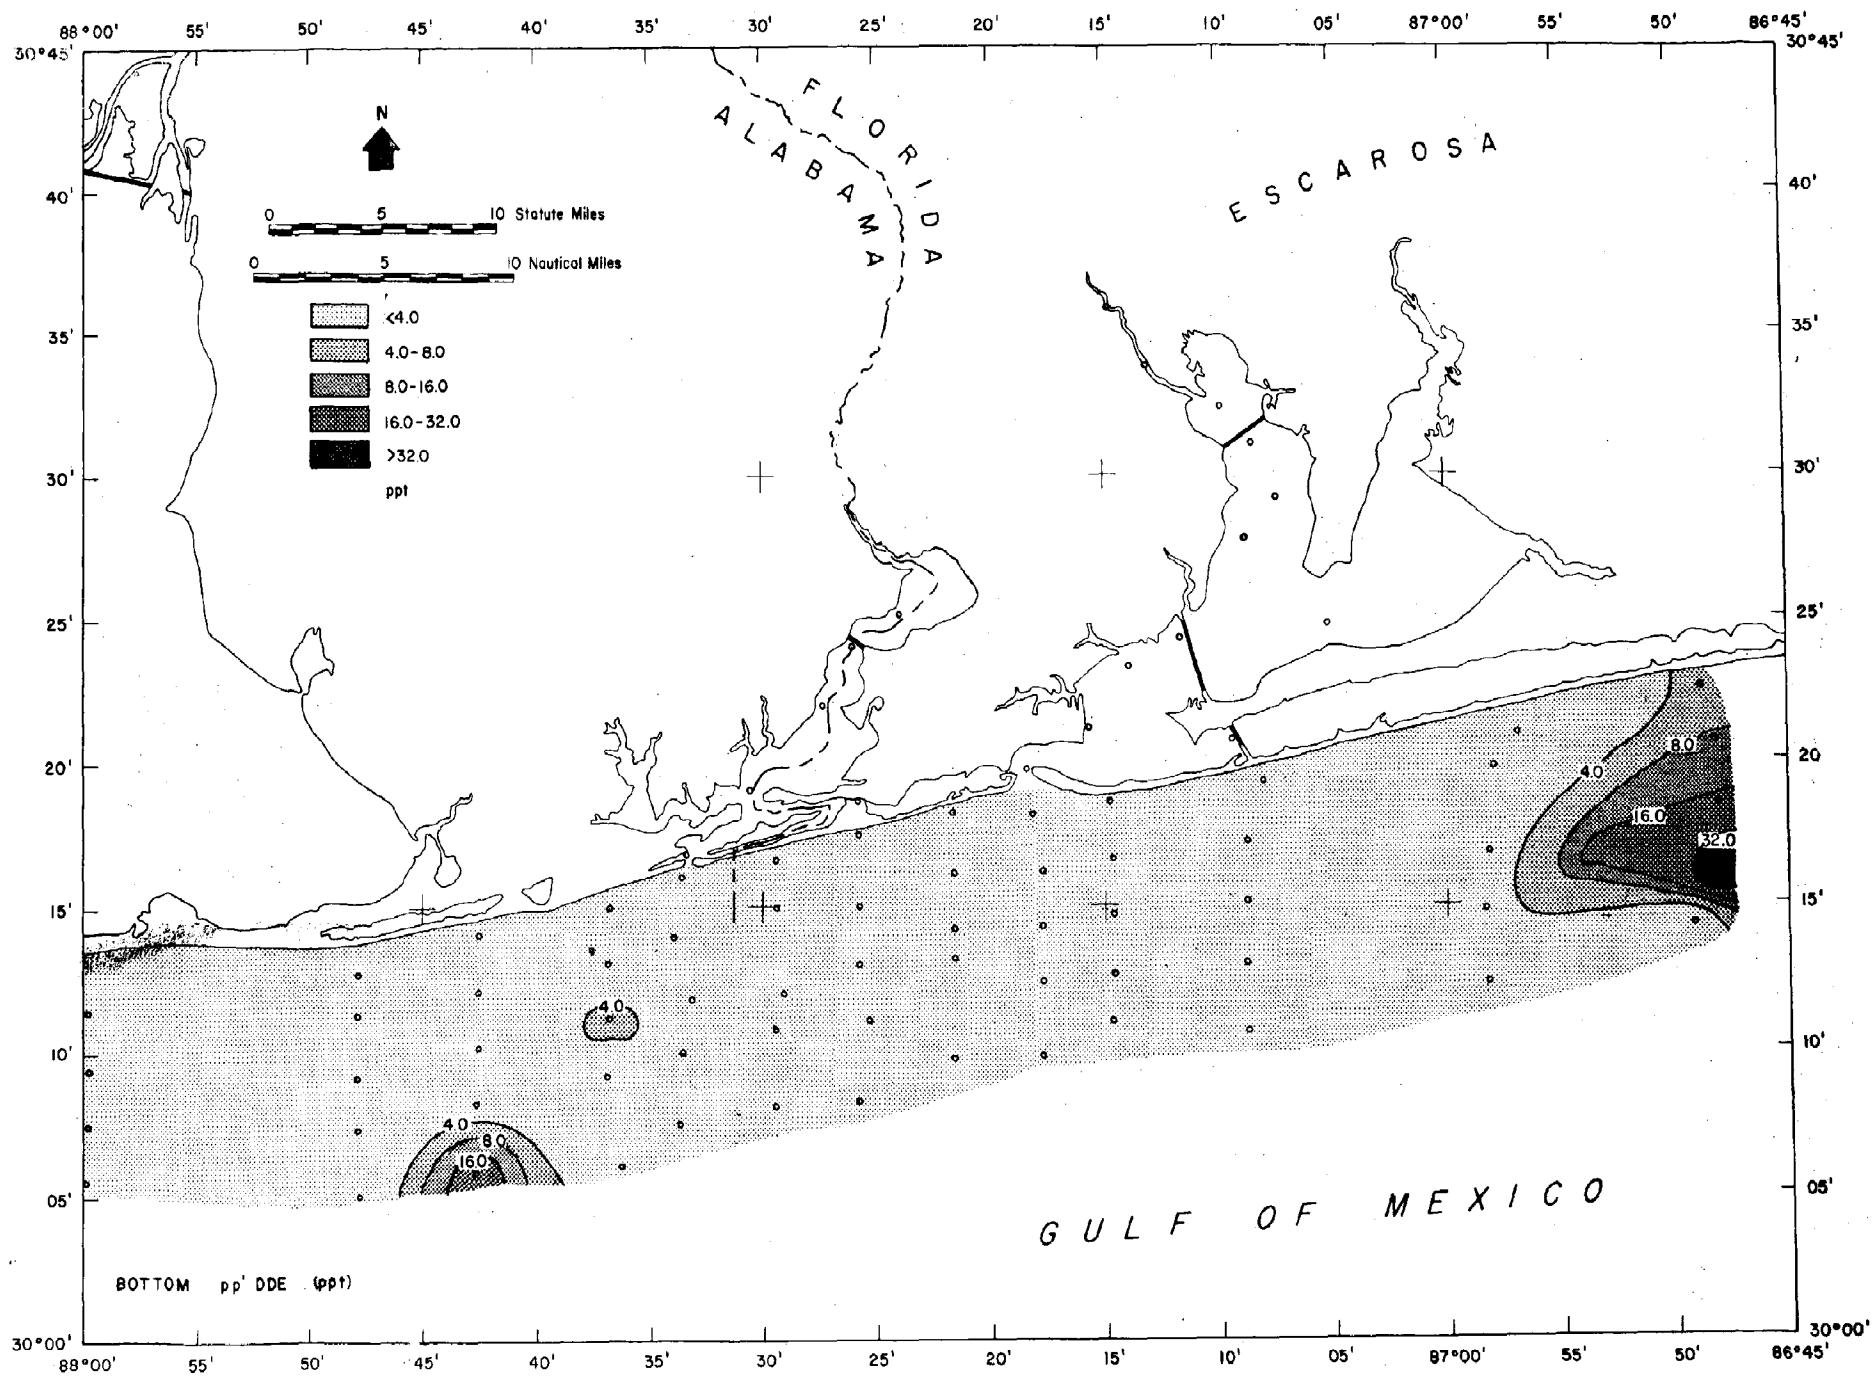 88°00' 55' 50' 45' 40' 35' 30' 25' 20' 15' 10' 05' 87°00' 55' 50' 86°45'
30°45' 30°45'
N
FLORIDA
ALABAMA
ESCAROSA
40' 40'
0 5 10 Statute Miles
0 5 10 Nautical Miles
<4.0
35' 35'
4.0-8.0
8.0-16.0
16.0-32.0
>32.0
30' 30'
ppt
25' 25'
20' 20'
8.0
4.0
16.0
32.0
15' 15'
4.0
10' 10'
4.0
8.0
16.0
05' 05'
GULF OF MEXICO
BOTTOM pp' DDE (ppt)
30°00' 30°00'
88°00' 55' 50' 45' 40' 35' 30' 25' 20' 15' 10' 05' 87°00' 55' 50' 86°45'